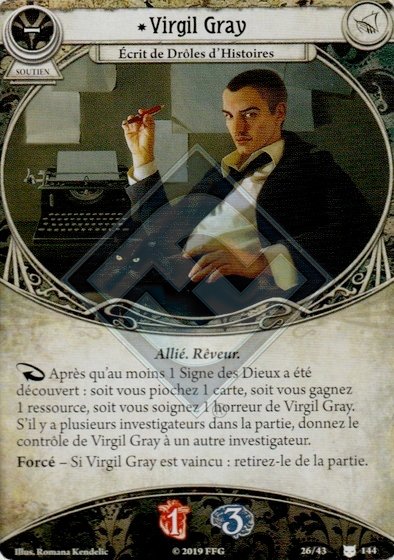 Virgil Gray
SOUTIEN
Écrit de Drôles d'Histoires
Allié. Rêveur.
Après qu'au moins 1 Signe des Dieux a été
découvert : soit vous piochez 1 carte, soit vous gagnez
1 ressource, soit vous soignez 1 horreur de Virgil Gray.
S'il y a plusieurs investigateurs dans la partie, donnez le
contrôle de Virgil Gray à un autre investigateur.
Forcé – Si Virgil Gray est vaincu : retirez-le de la partie.
1 3
Illus. Romana Kendelic © 2019 FFG 26/43 144